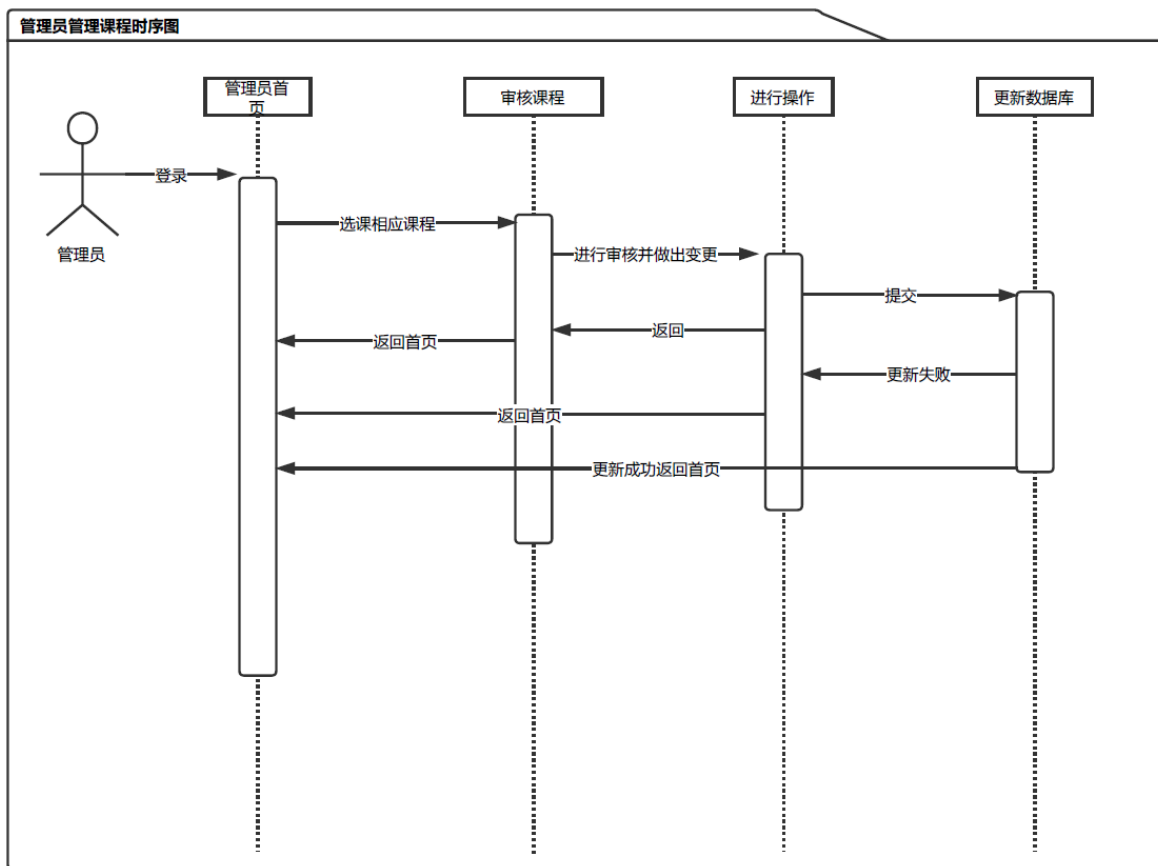 管理员管理课程时序图
管理员首
页
审核课程
进行操作
更新数据库
登录
管理员
选课相应课程
进行审核并做出变更
提交
返回
返回首页
更新失败
返回首页
更新成功返回首页